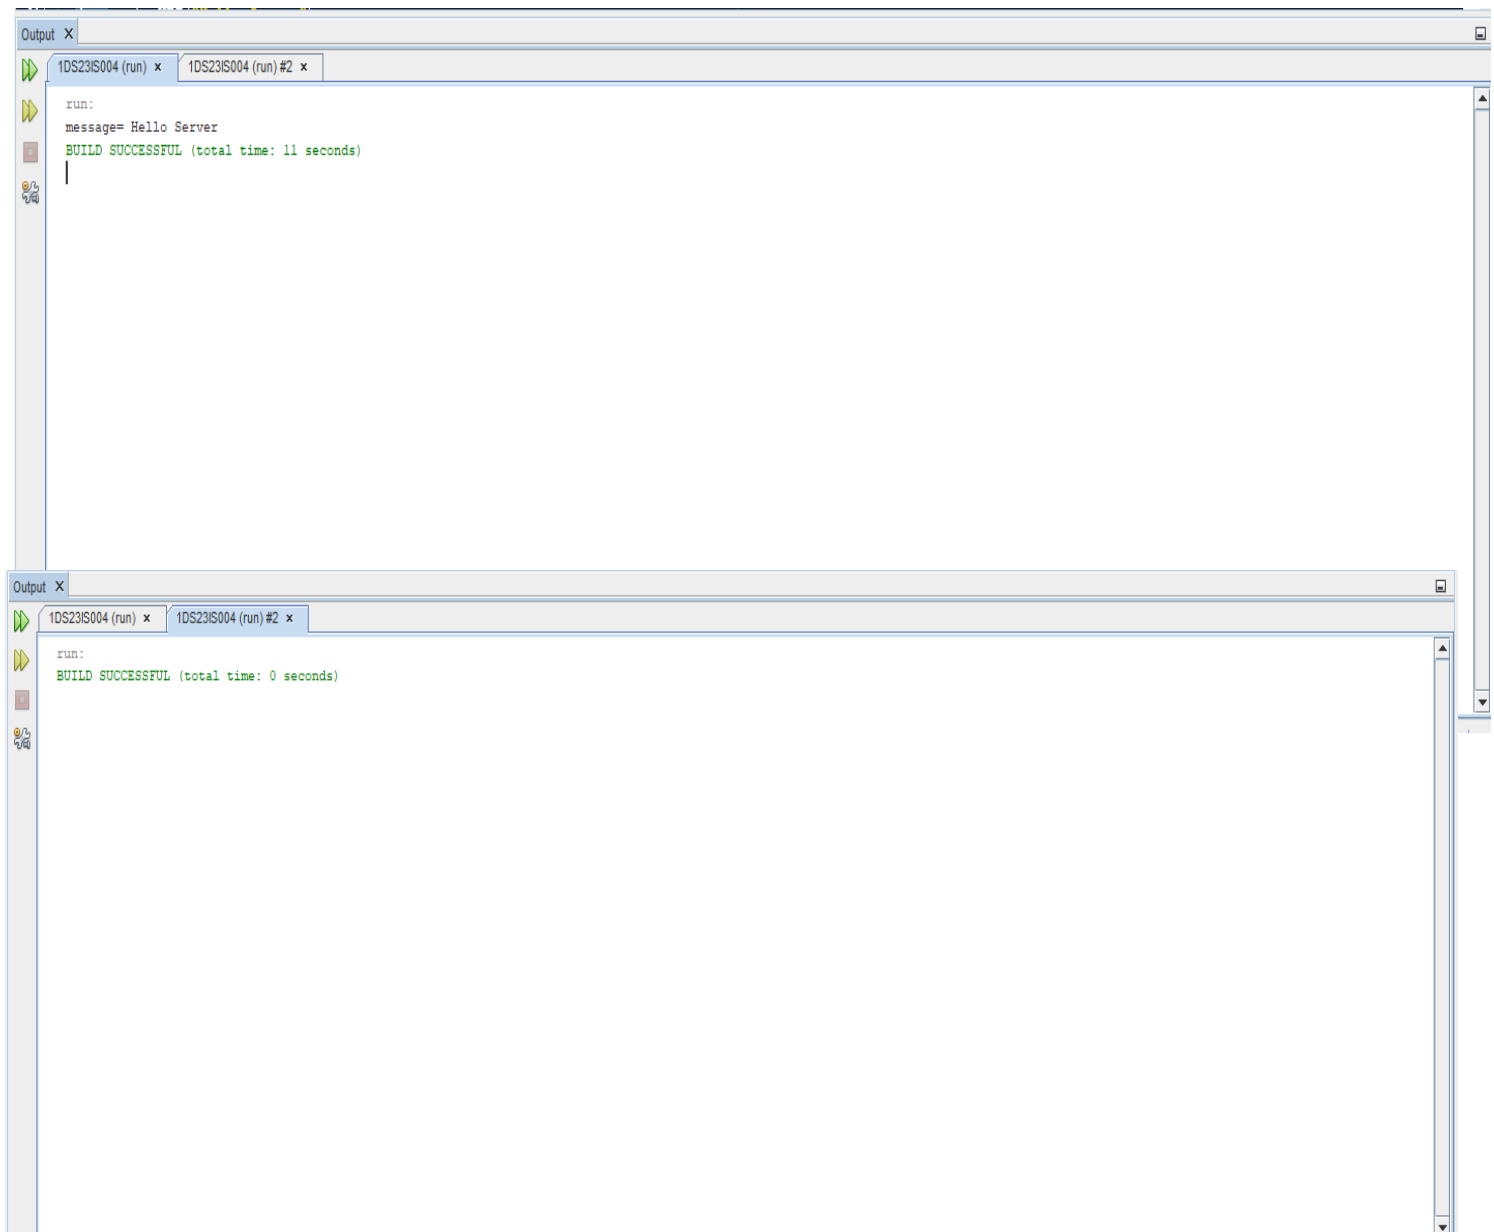 Output X
1DS23IS004 (run) x 1DS23IS004 (run) #2 x
run:
message= Hello Server
BUILD SUCCESSFUL (total time: 11 seconds)
Output X
1DS23IS004 (run) x 1DS23IS004 (run) #2 x
run:
BUILD SUCCESSFUL (total time: 0 seconds)